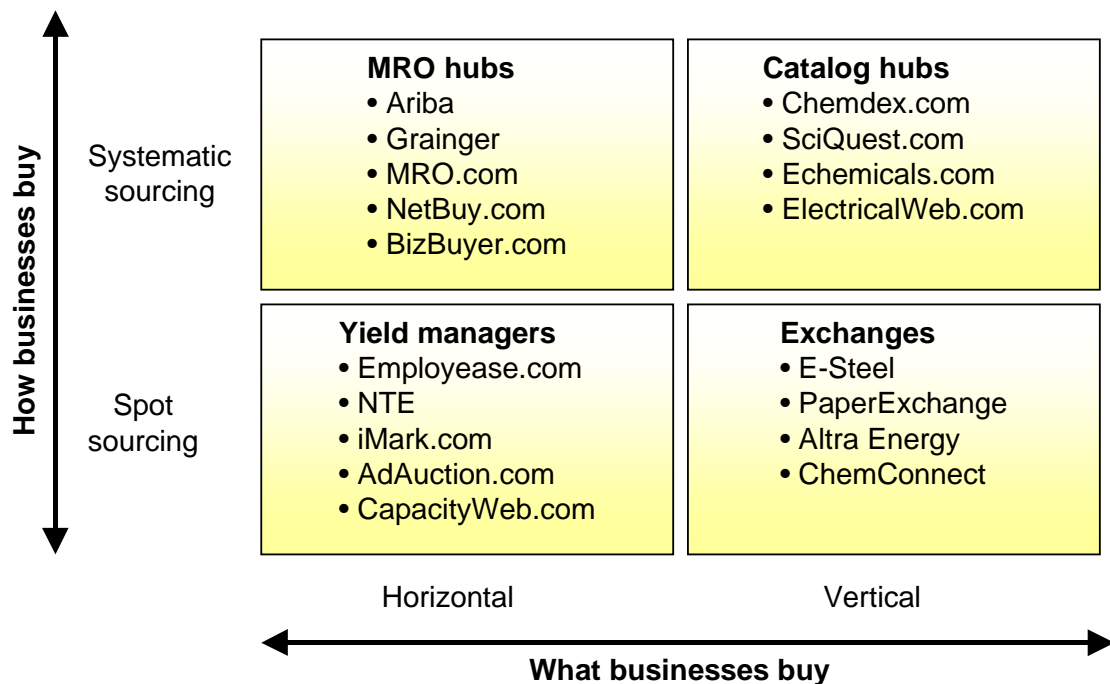 How businesses buy
Systematic
sourcing
MRO hubs
• Ariba
• Grainger
• MRO.com
• NetBuy.com
• BizBuyer.com
Catalog hubs
• Chemdex.com
• SciQuest.com
• Echemicals.com
• ElectricalWeb.com
Spot
sourcing
Yield managers
• Employease.com
• NTE
• iMark.com
• AdAuction.com
• CapacityWeb.com
Exchanges
• E-Steel
• PaperExchange
• Altra Energy
• ChemConnect
Horizontal
Vertical
What businesses buy